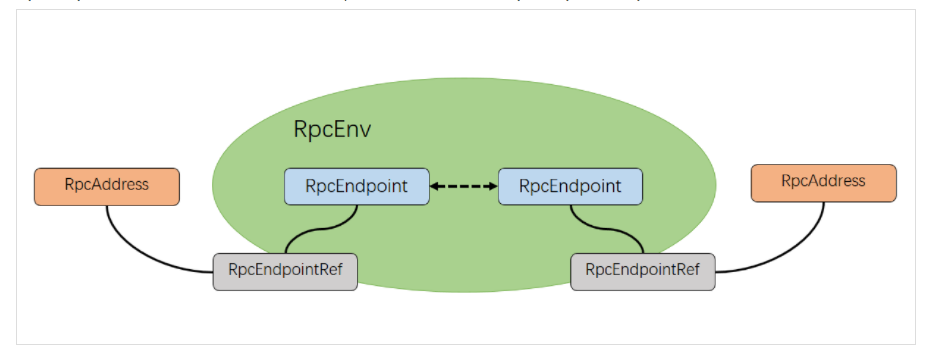 RpcEnv
RpcAddress
RpcEndpoint
RpcEndpoint
RpcAddress
RpcEndpointRef
RpcEndpointRef